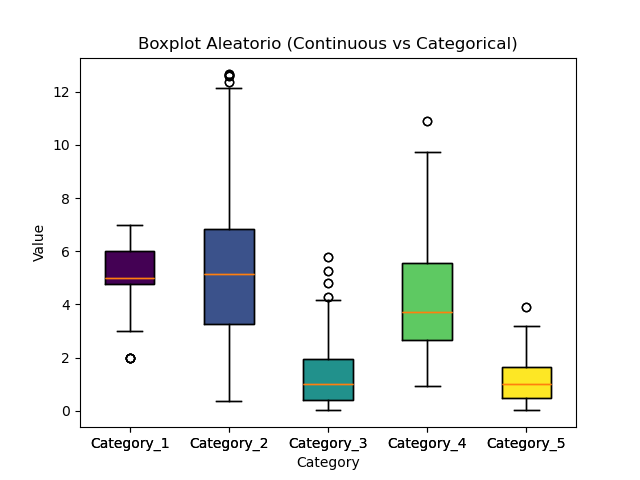 Boxplot Aleatorio (Continuous vs Categorical)
12
10
8
6
4
2
0
Value
Category_1 Category_2 Category_3 Category_4 Category_5
Category